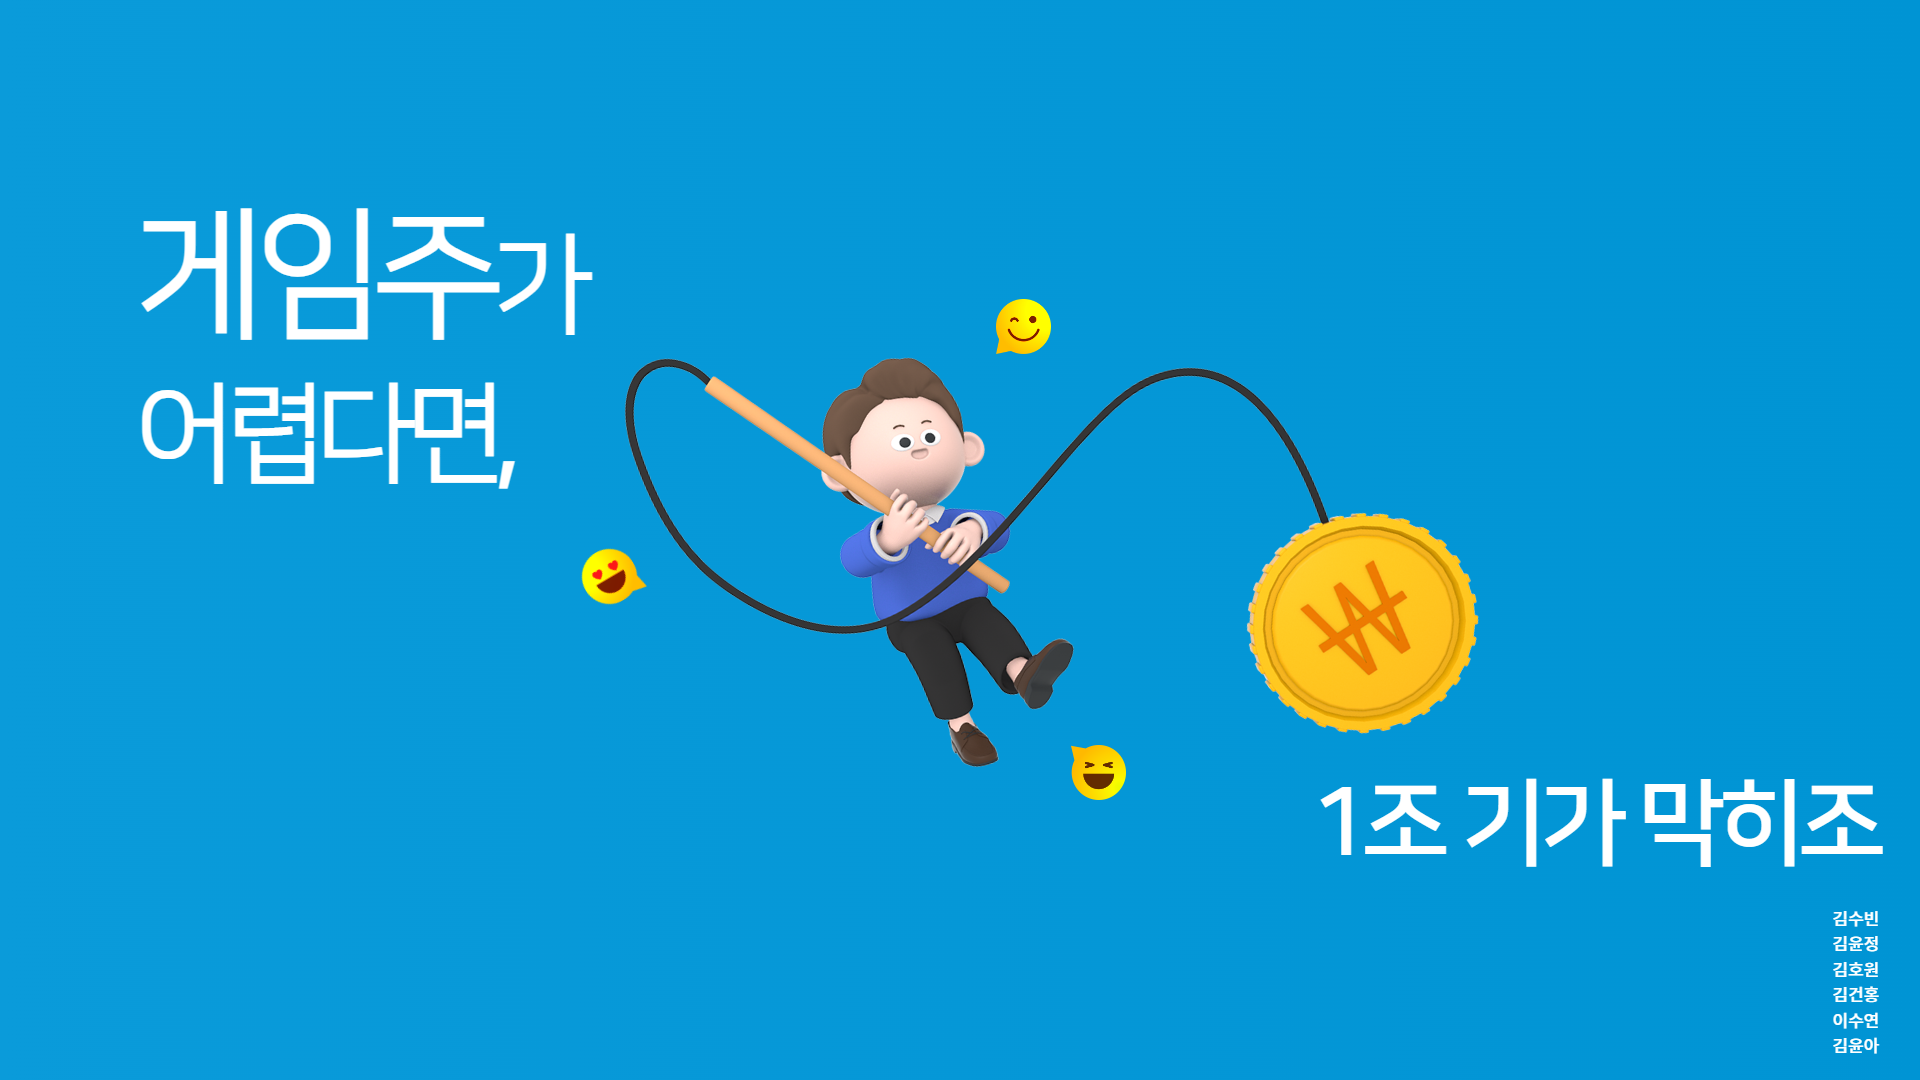 게임주가
어렵다면,
₩
1조 기가 막히조
김수빈
김윤정
김호원
김건홍
이수연
김윤아